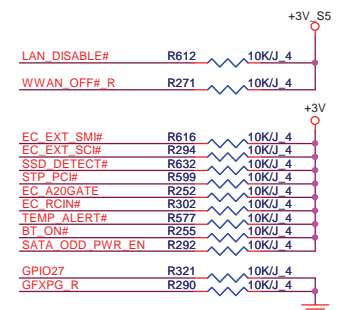 +3V_S5
LAN_DISABLE# R612 10K/J_4
WWAN_OFF#_R R271 10K/J_4
+3V
EC_EXT_SMI# R616 10K/J_4
EC_EXT_SCI# R294 10K/J_4
SSD_DETECT# R632 10K/J_4
STP_PCI# R599 10K/J_4
EC_A20GATE R252 10K/J_4
EC_RCIN# R302 10K/J_4
TEMP_ALERT# R577 10K/J_4
BT_ON# R255 10K/J_4
SATA_ODD_PWR_EN R292 10K/J_4
GPIO27 R321 10K/J_4
GFXPG_R R290 10K/J_4